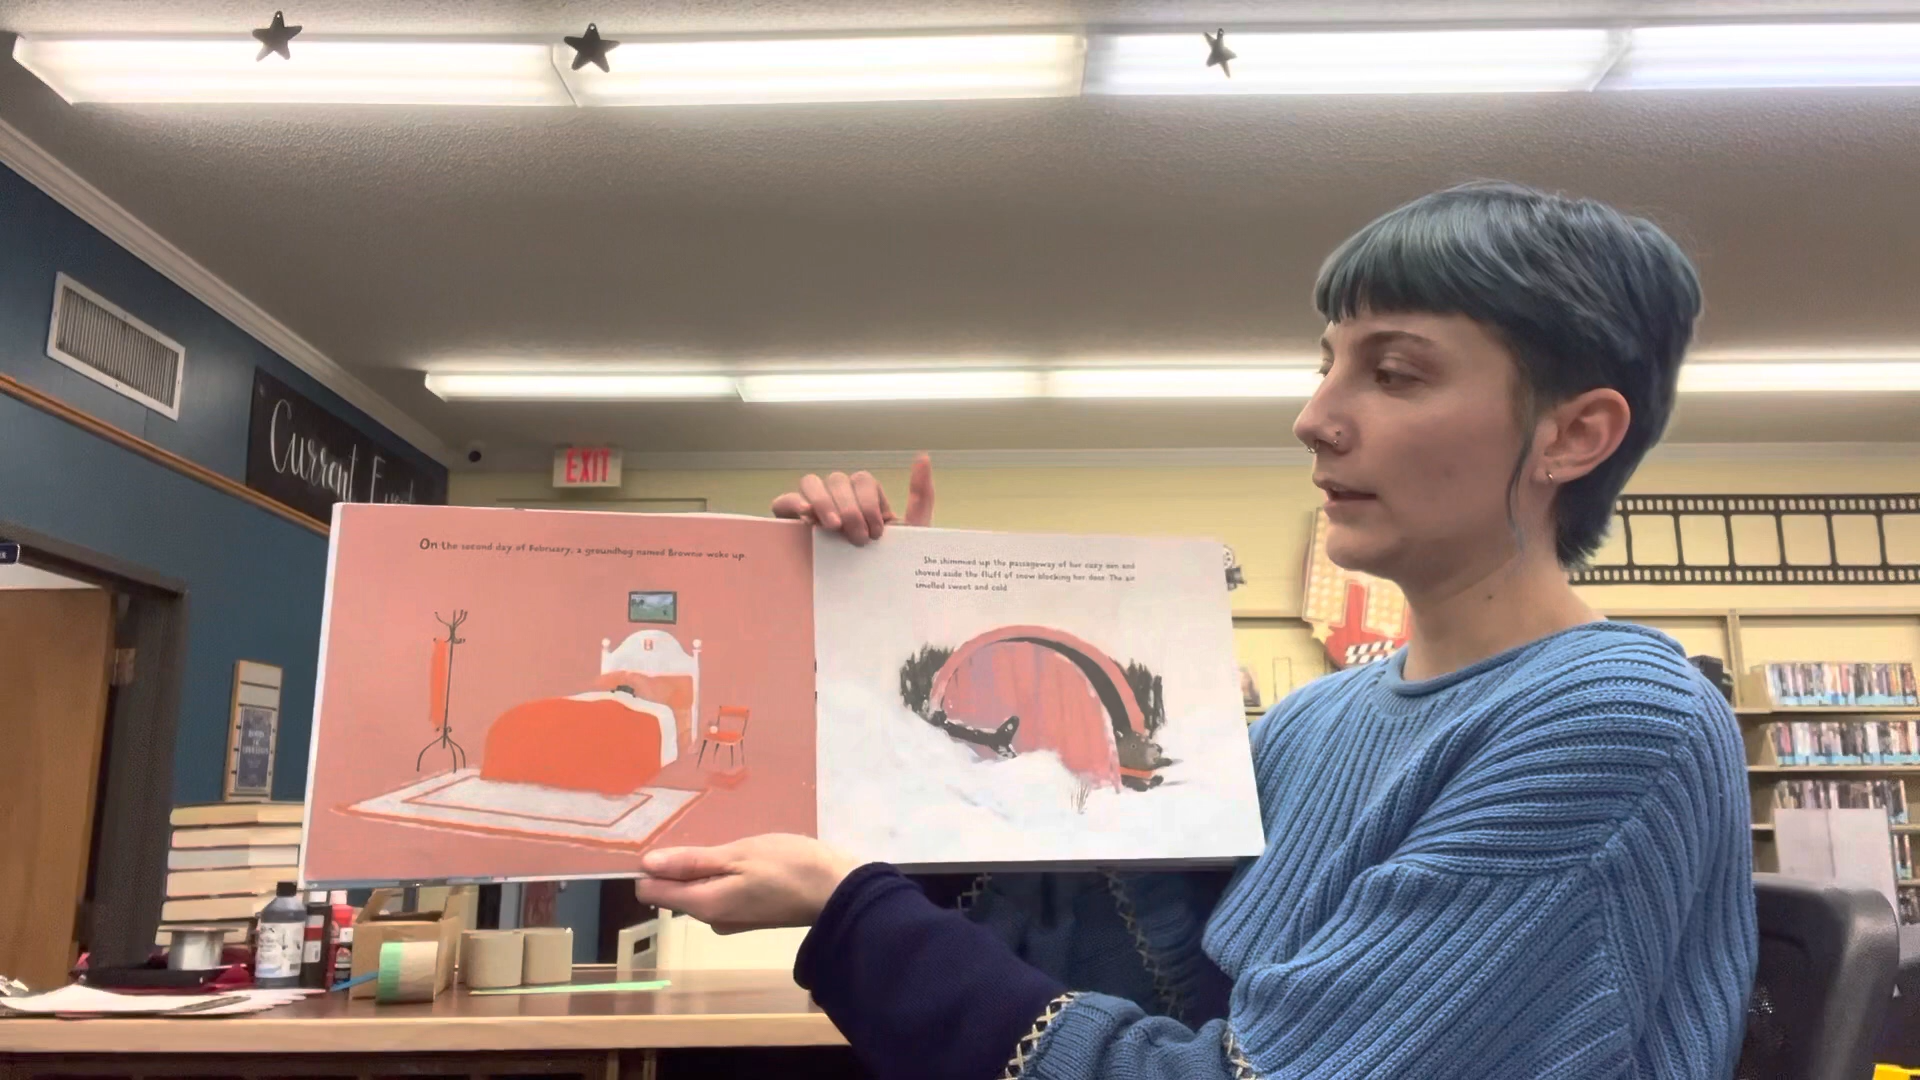 Current
EXIT
On the second day of February, a groundhog named Brownie woke up.
She shimmied up the passageway of her cozy den and
shoved aside the fluff of snow blocking her door. The air
smelled sweet and cold